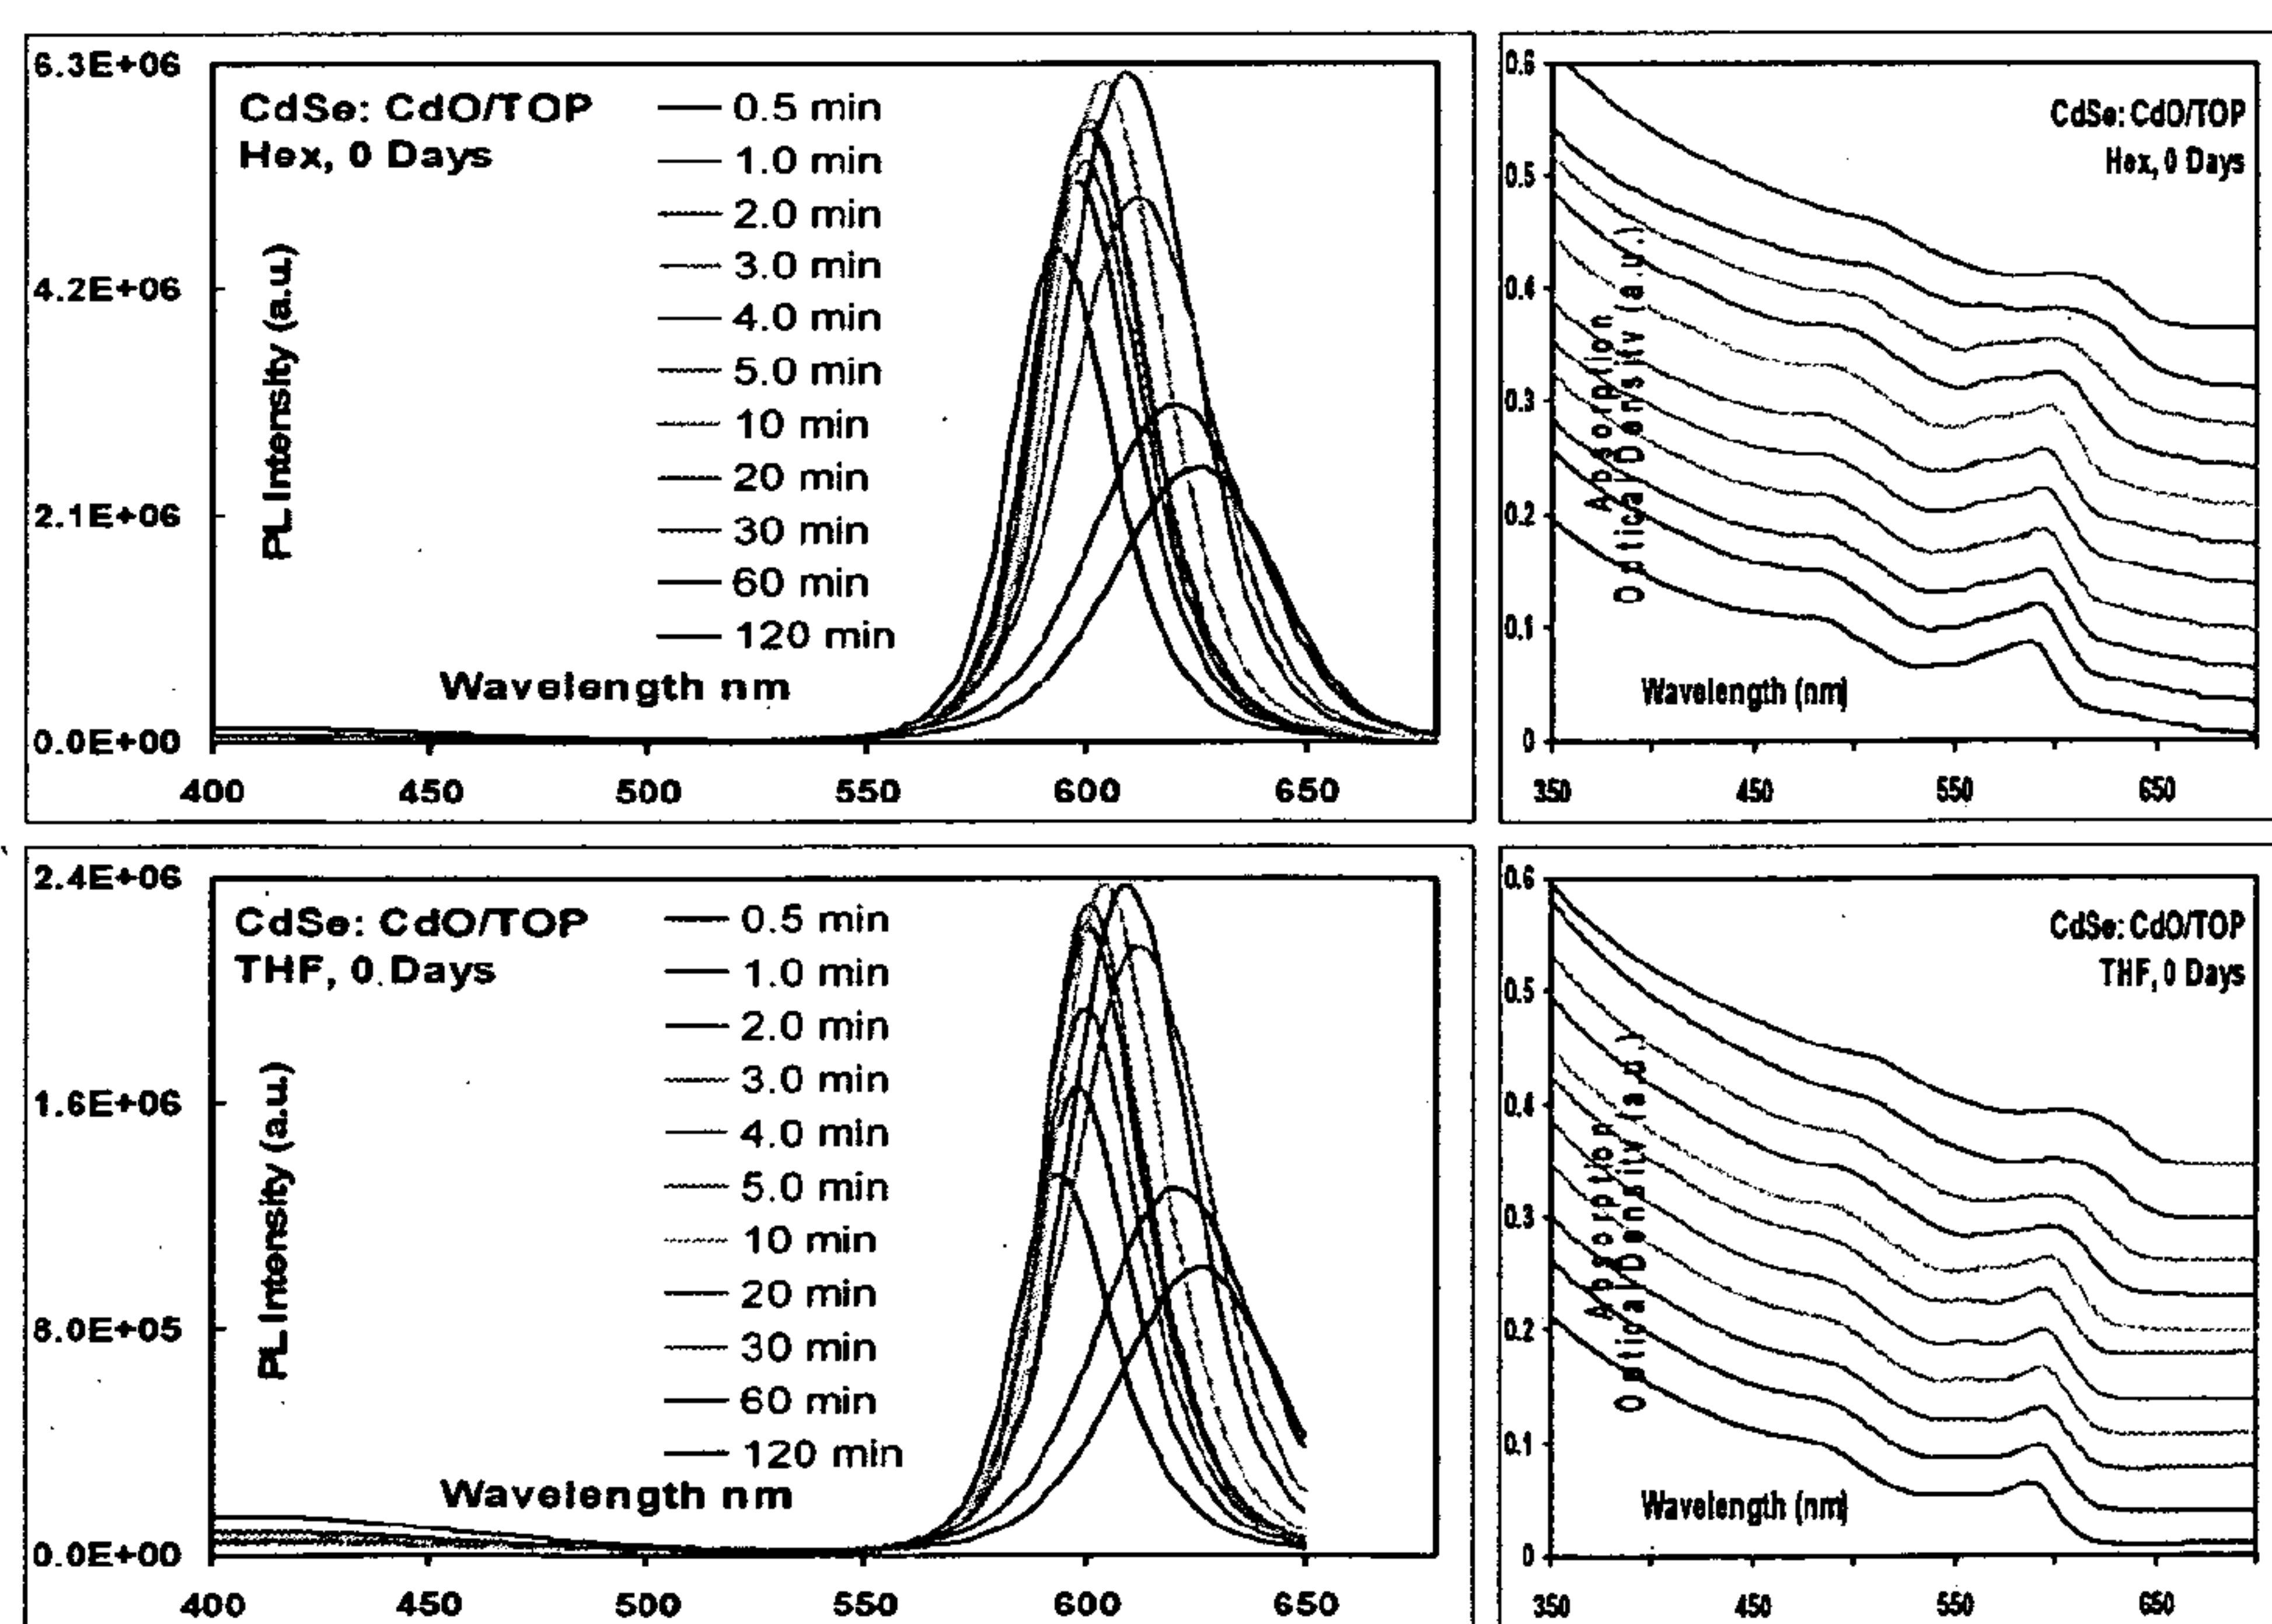 6.3E+06
4.2E+06
2.1E+06
0.0E+00
PL Intensity (a.u.)
CdSe: CdO/TOP
Hex, 0 Days
0.5 min
1.0 min
2.0 min
3.0 min
4.0 min
5.0 min
10 min
20 min
30 min
60 min
120 min
Wavelength nm
400 450 500 550 600 650
0.6
0.5
0.4
0.3
0.2
0.1
0
Absorption
Optical Density (a.u.)
CdSe: CdO/TOP
Hex, 0 Days
Wavelength (nm)
350 450 550 650
2.4E+06
1.6E+06
8.0E+05
0.0E+00
PL Intensity (a.u.)
CdSe: CdO/TOP
THF, 0 Days
0.5 min
1.0 min
2.0 min
3.0 min
4.0 min
5.0 min
10 min
20 min
30 min
60 min
120 min
Wavelength nm
400 450 500 550 600 650
0.6
0.5
0.4
0.3
0.2
0.1
0
Absorption
Optical Density (a.u.)
CdSe: CdO/TOP
THF, 0 Days
Wavelength (nm)
350 450 550 650